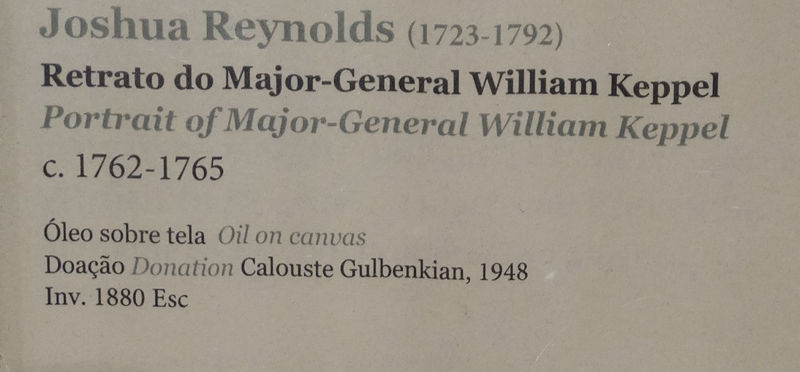 Joshua Reynolds (1723-1792)
Retrato do Major-General William Keppel
Portrait of Major-General William Keppel
c. 1762-1765
Óleo sobre tela Oil on canvas
Doação Donation Calouste Gulbenkian, 1948
Inv. 1880 Esc